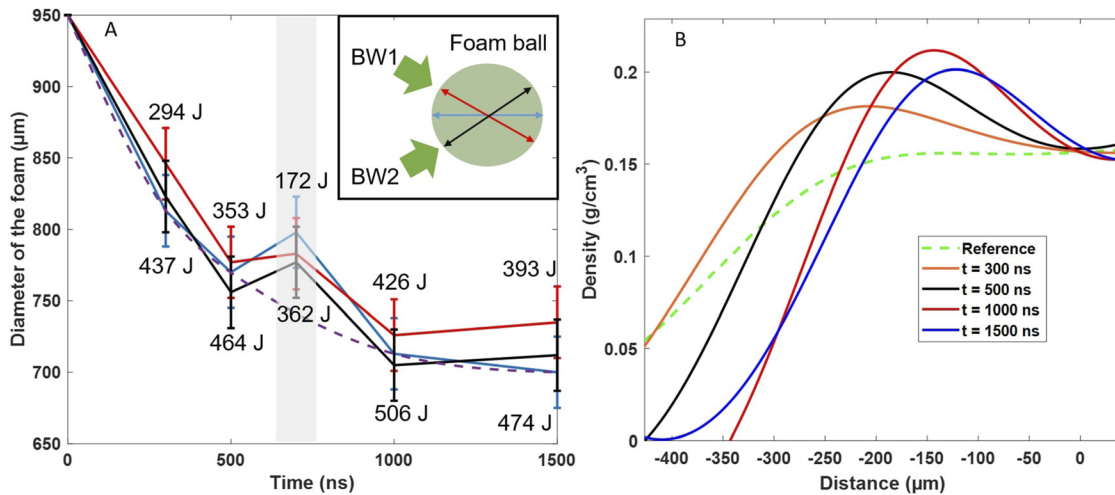 A
Foam ball
BW1
BW2
294 J
437 J
353 J
464 J
172 J
362 J
426 J
506 J
393 J
474 J
950
900
850
800
750
700
650
0
500
1000
1500
Diameter of the foam (µm)
Time (ns)
B
0.2
0.15
0.1
0.05
0
-400
-350
-300
-250
-200
-150
-100
-50
0
Density (g/cm³)
Distance (µm)
Reference
t = 300 ns
t = 500 ns
t = 1000 ns
t = 1500 ns